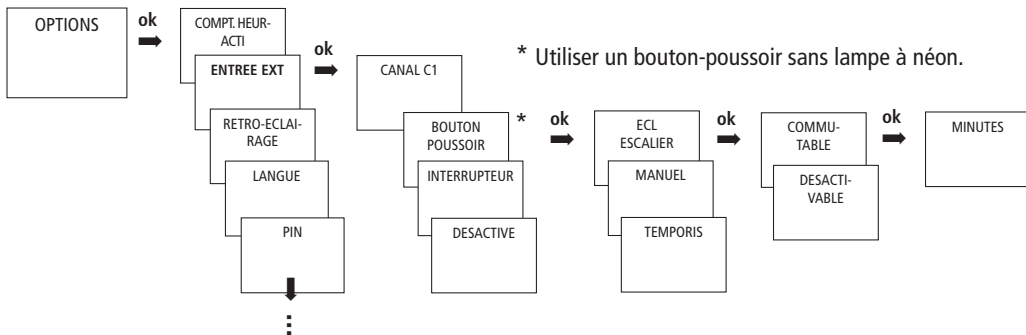 OPTIONS
ok
COMPT. HEUR-
ACTI
ENTREE EXT
RETRO-ECLAI-
RAGE
LANGUE
PIN
ok
CANAL C1
BOUTON
POUSSOIR
INTERRUPTEUR
DESACTIVE
* Utiliser un bouton-poussoir sans lampe à néon.
*
ok
ECL
ESCALIER
MANUEL
TEMPORIS
ok
COMMU-
TABLE
DESACTI-
VABLE
ok
MINUTES